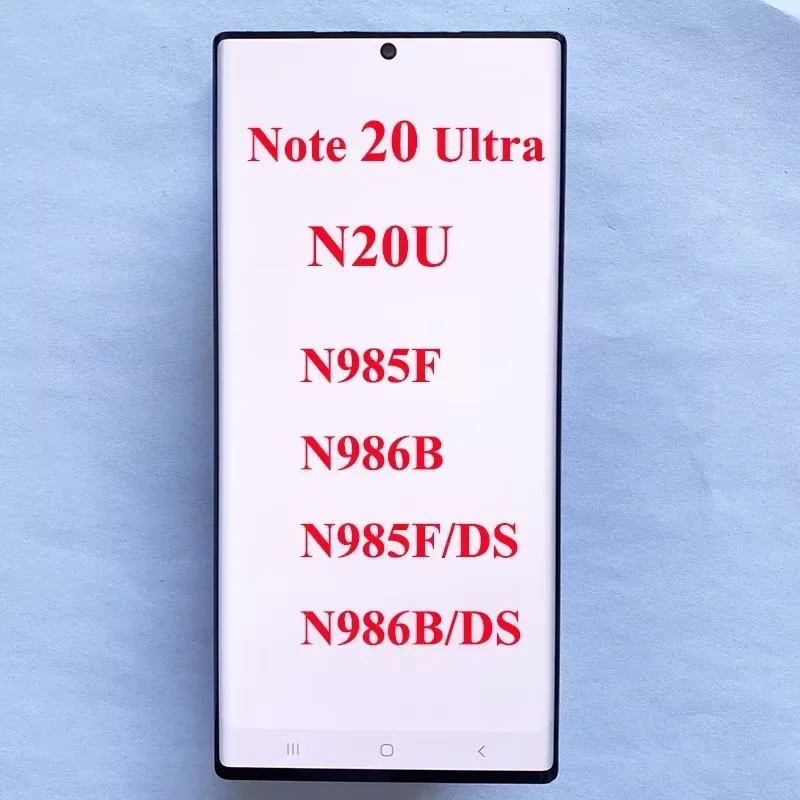 Note 20 Ultra
N20U
N985F
N986B
N985F/DS
N986B/DS